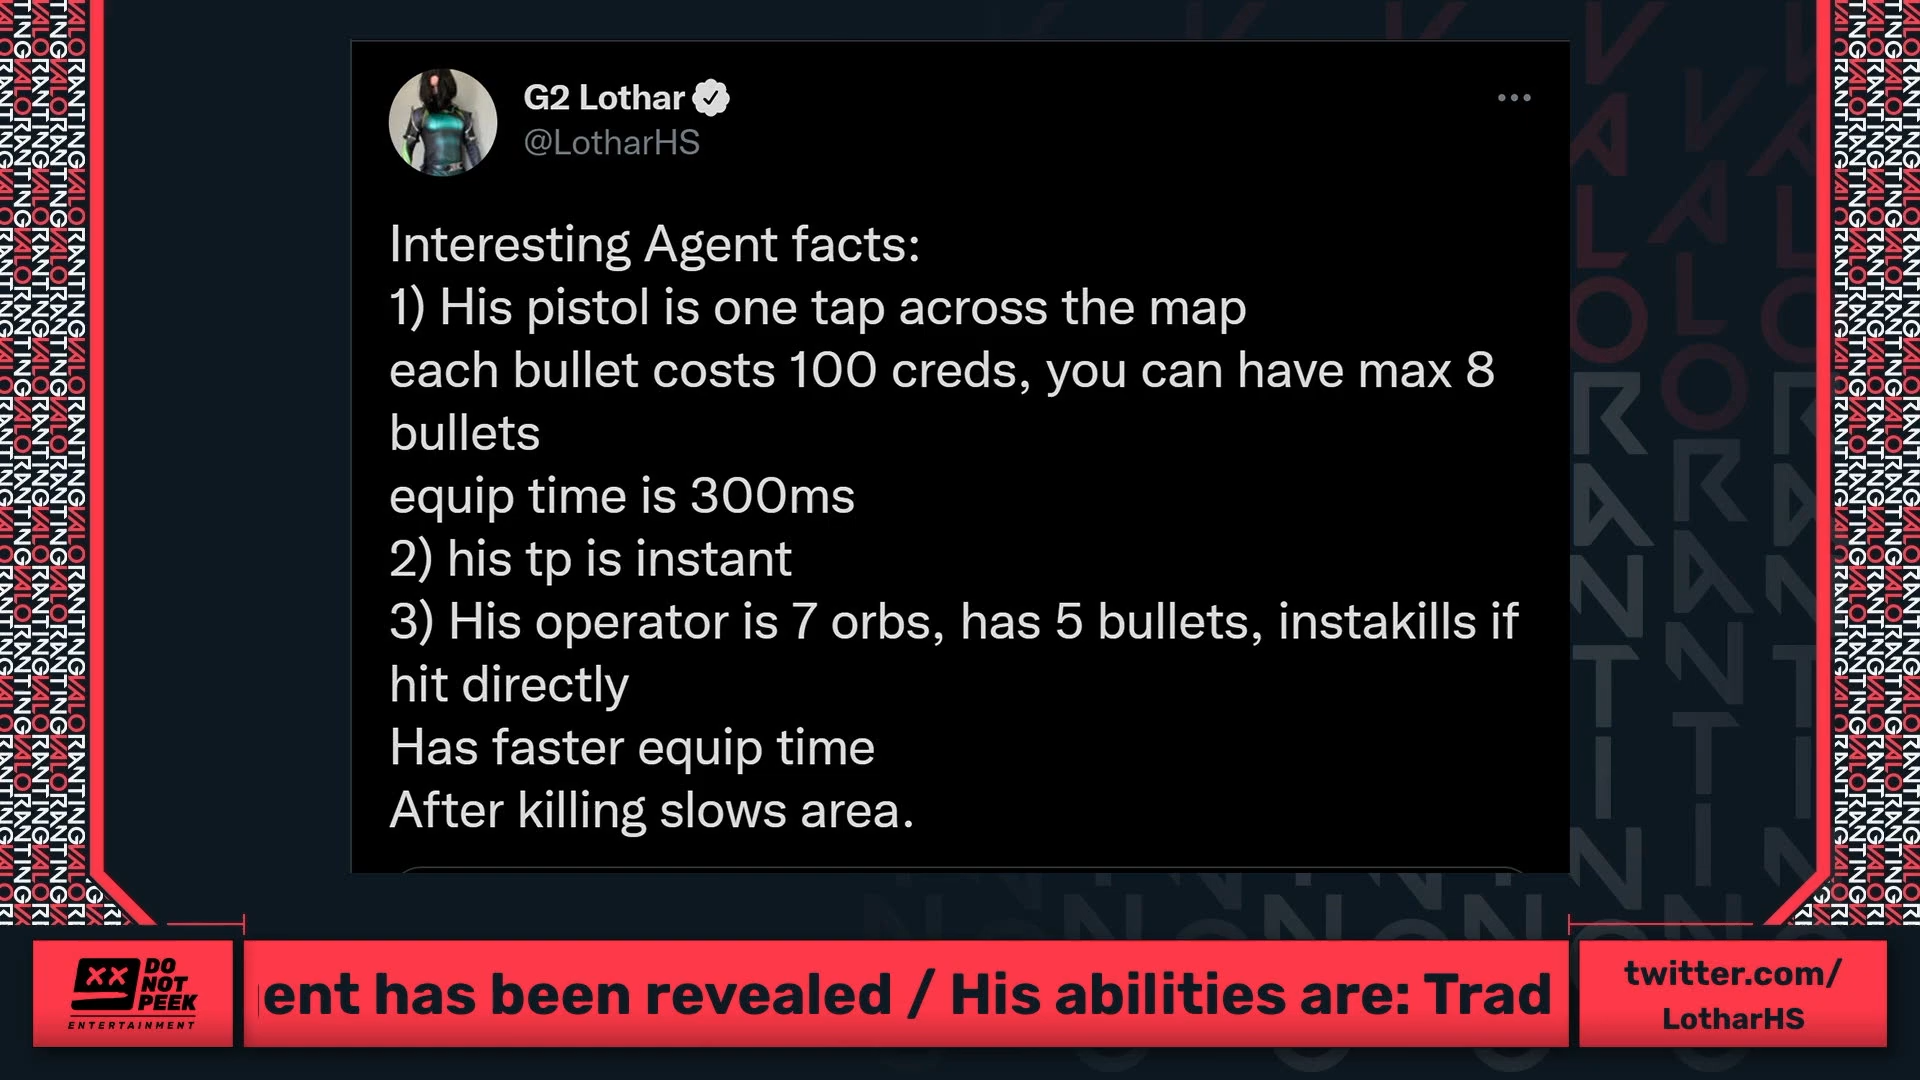 G2 Lothar
@LotharHS
Interesting Agent facts:
1) His pistol is one tap across the map
each bullet costs 100 creds, you can have max 8
bullets
equip time is 300ms
2) his tp is instant
3) His operator is 7 orbs, has 5 bullets, instakills if
hit directly
Has faster equip time
After killing slows area.
DO
NOT
PEEK
ENTERTAINMENT
ent has been revealed / His abilities are: Trad
twitter.com/
LotharHS
VALORANTING
VALORANTING